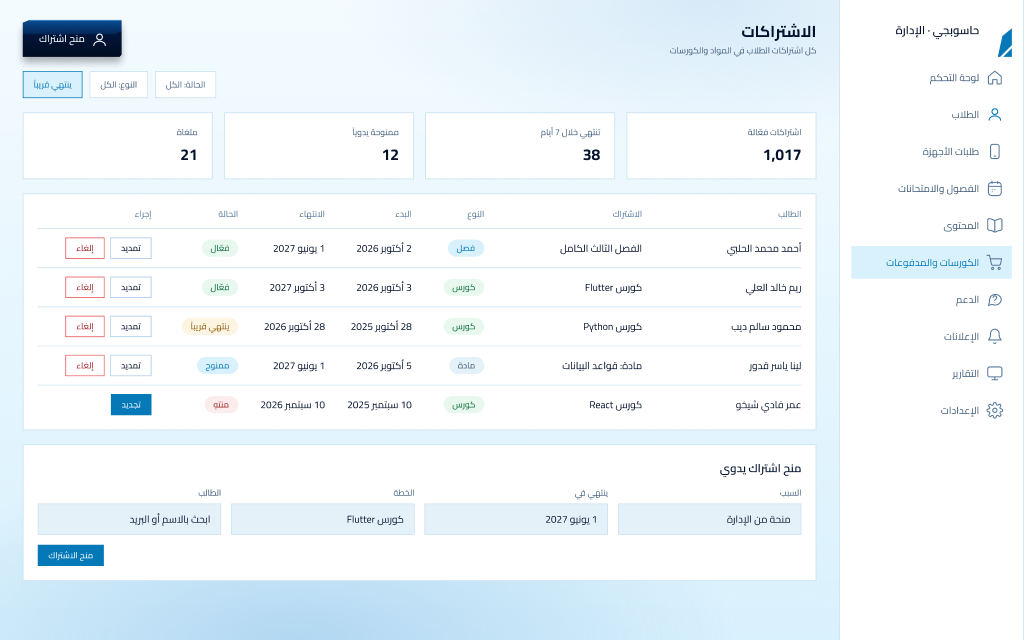 حاسوبجي · الإدارة
لوحة التحكم
الطلاب
طلبات الأجهزة
الفصول والامتحانات
المحتوى
الكورسات والمدفوعات
الدعم
الإعلانات
التقارير
الإعدادات
الاشتراكات
كل اشتراكات الطلاب في المواد والكورسات
منح اشتراك
الحالة: الكل
النوع: الكل
ينتهي قريباً
اشتراكات فعّالة
1,017
تنتهي خلال 7 أيام
38
ممنوحة يدوياً
12
ملغاة
21
الطالب الاشتراك النوع البدء الانتهاء الحالة إجراء
أحمد محمد الحلبي الفصل الثالث الكامل فصل 2 أكتوبر 2026 1 يونيو 2027 فعّال تمديد إلغاء
ريم خالد العلي كورس Flutter كورس 3 أكتوبر 2026 3 أكتوبر 2027 فعّال تمديد إلغاء
محمود سالم ديب كورس Python كورس 28 أكتوبر 2025 28 أكتوبر 2026 ينتهي قريباً تمديد إلغاء
لينا ياسر قدور مادة: قواعد البيانات مادة 5 أكتوبر 2026 1 يونيو 2027 ممنوح تمديد إلغاء
عمر فادي شيخو كورس React كورس 10 سبتمبر 2025 10 سبتمبر 2026 منتهٍ تجديد
منح اشتراك يدوي
السبب ينتهي في الخطة الطالب
منحة من الإدارة 1 يونيو 2027 كورس Flutter ابحث بالاسم أو البريد
منح الاشتراك